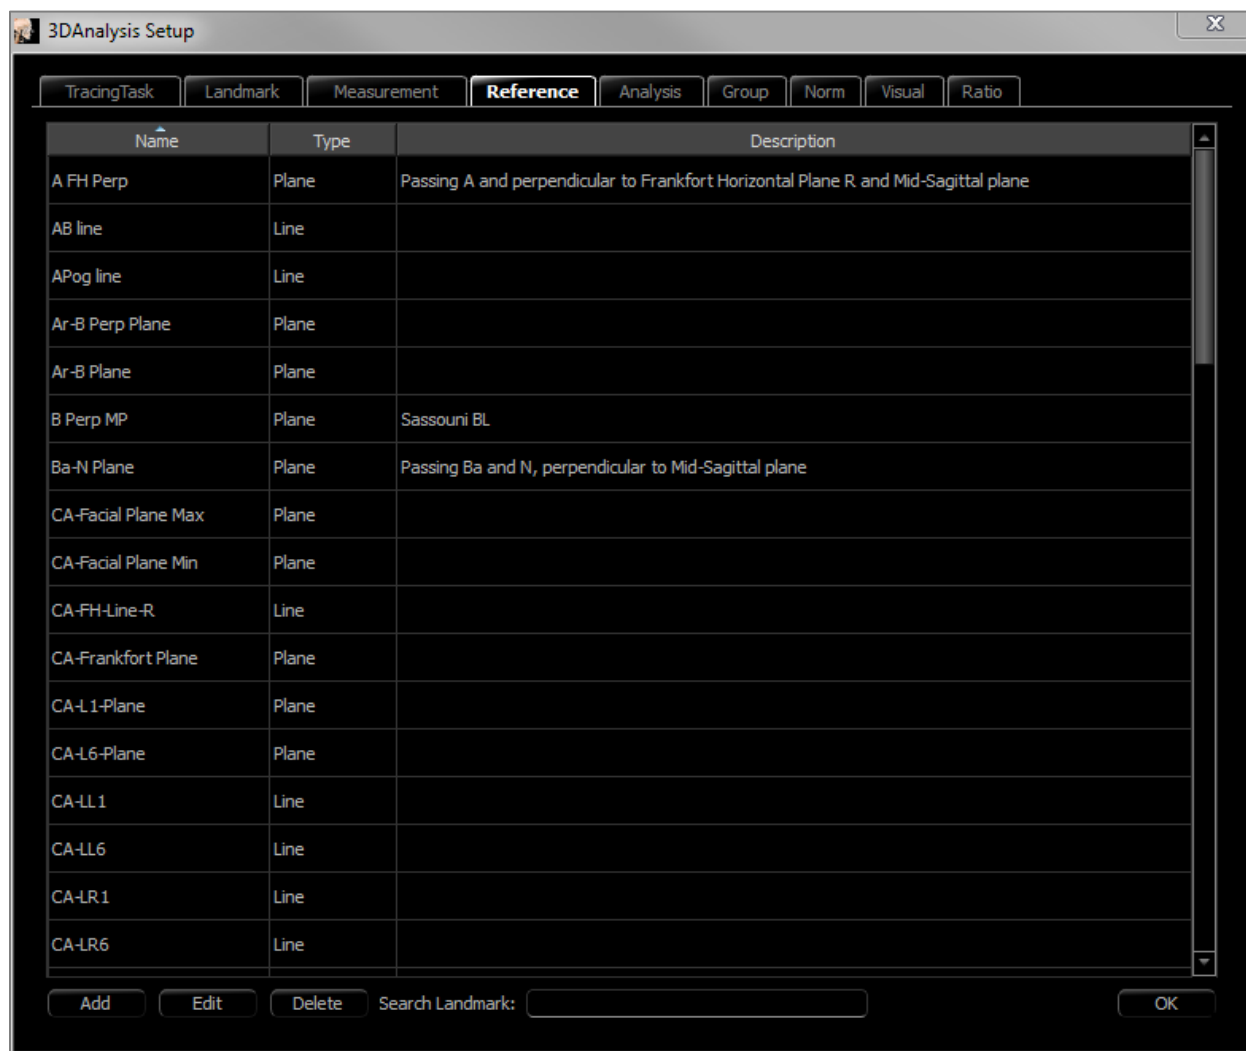 3DAnalysis Setup
TracingTask Landmark Measurement Reference Analysis Group Norm Visual Ratio
Name Type Description
A FH Perp Plane Passing A and perpendicular to Frankfort Horizontal Plane R and Mid-Sagittal plane
AB line Line
APog line Line
Ar-B Perp Plane Plane
Ar-B Plane Plane
B Perp MP Plane Sassouni BL
Ba-N Plane Plane Passing Ba and N, perpendicular to Mid-Sagittal plane
CA-Facial Plane Max Plane
CA-Facial Plane Min Plane
CA-FH-Line-R Line
CA-Frankfort Plane Plane
CA-L1-Plane Plane
CA-L6-Plane Plane
CA-LL1 Line
CA-LL6 Line
CA-LR1 Line
CA-LR6 Line
Add Edit Delete Search Landmark: OK